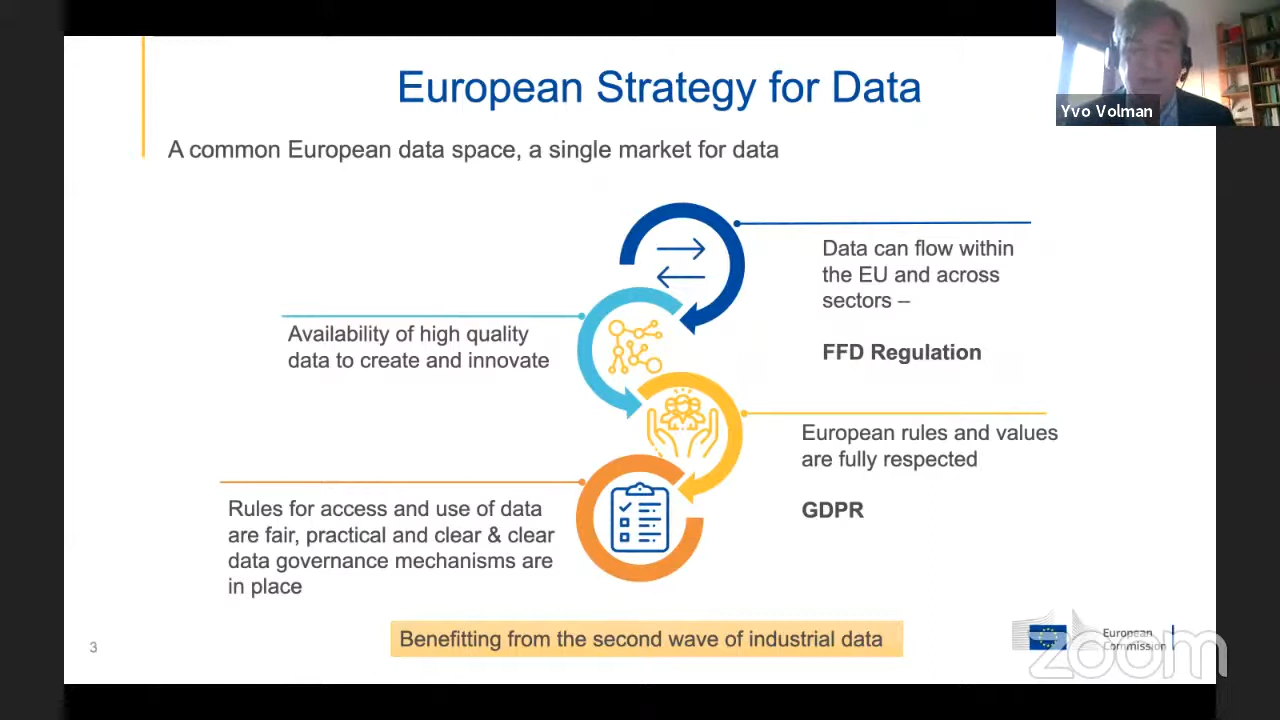 European Strategy for Data
Yvo Volman
A common European data space, a single market for data
Data can flow within
the EU and across
sectors –
FFD Regulation
Availability of high quality
data to create and innovate
European rules and values
are fully respected
GDPR
Rules for access and use of data
are fair, practical and clear & clear
data governance mechanisms are
in place
Benefitting from the second wave of industrial data
3
European
Commission
zoom